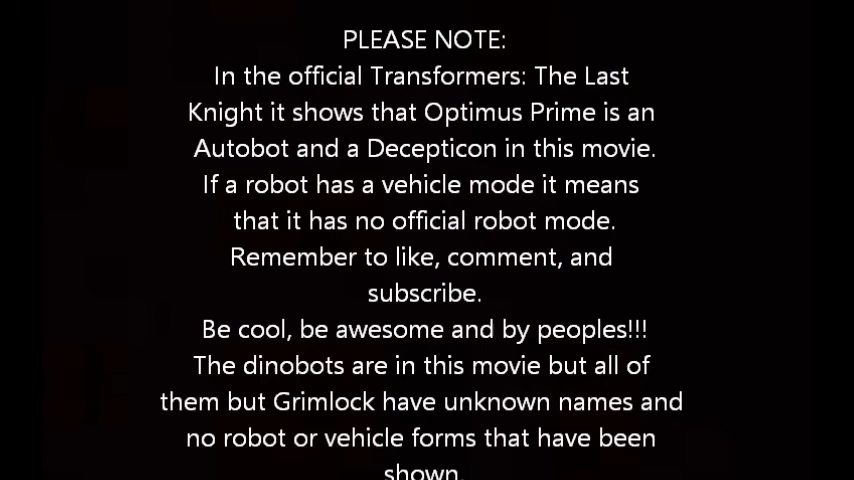 PLEASE NOTE:
In the official Transformers: The Last
Knight it shows that Optimus Prime is an
Autobot and a Decepticon in this movie.
If a robot has a vehicle mode it means
that it has no official robot mode.
Remember to like, comment, and
subscribe.
Be cool, be awesome and by peoples!!!
The dinobots are in this movie but all of
them but Grimlock have unknown names and
no robot or vehicle forms that have been
shown.